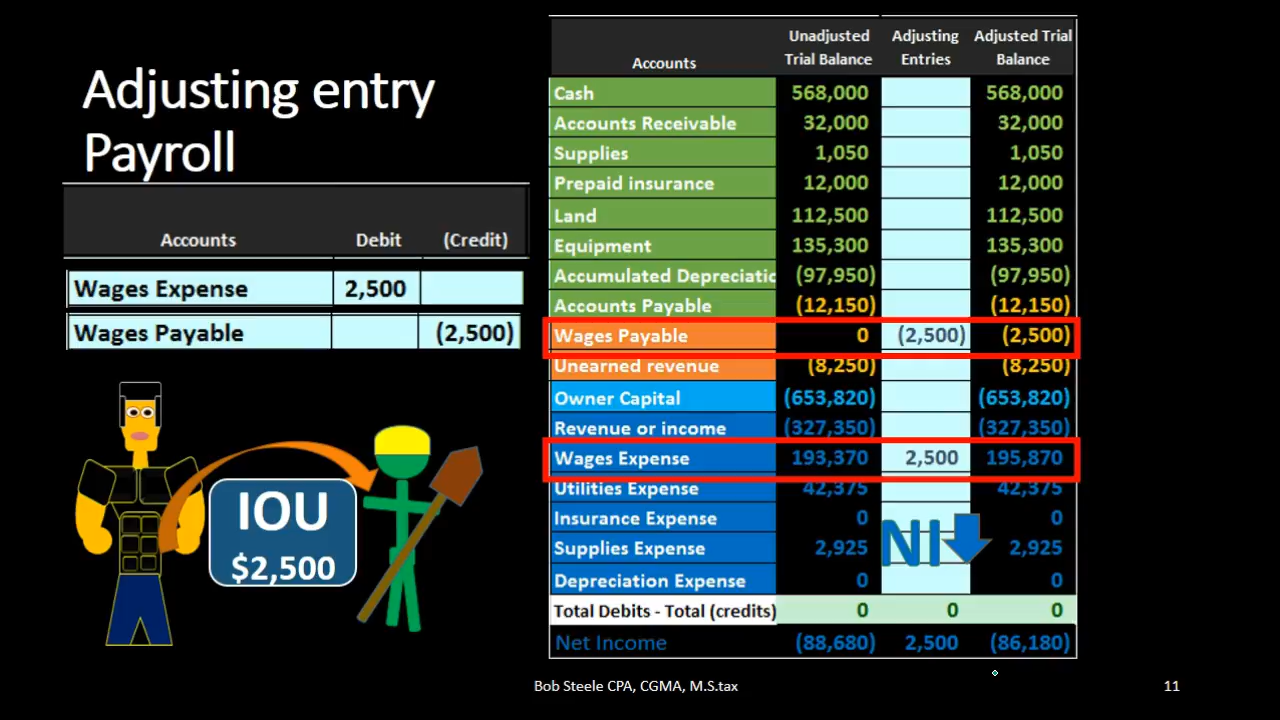 Adjusting entry
Payroll
Accounts Debit (Credit)
Wages Expense 2,500
Wages Payable (2,500)
IOU
$2,500
Unadjusted Adjusting Adjusted Trial
Accounts Trial Balance Entries Balance
Cash 568,000 568,000
Accounts Receivable 32,000 32,000
Supplies 1,050 1,050
Prepaid insurance 12,000 12,000
Land 112,500 112,500
Equipment 135,300 135,300
Accumulated Depreciatic (97,950) (97,950)
Accounts Payable (12,150) (12,150)
Wages Payable 0 (2,500) (2,500)
Unearned revenue (8,250) (8,250)
Owner Capital (653,820) (653,820)
Revenue or income (327,350) (327,350)
Wages Expense 193,370 2,500 195,870
Utilities Expense 42,375 42,375
Insurance Expense 0 0
NI
Supplies Expense 2,925 2,925
Depreciation Expense 0 0
Total Debits - Total (credits) 0 0 0
Net Income (88,680) 2,500 (86,180)
Bob Steele CPA, CGMA, M.S.tax 11